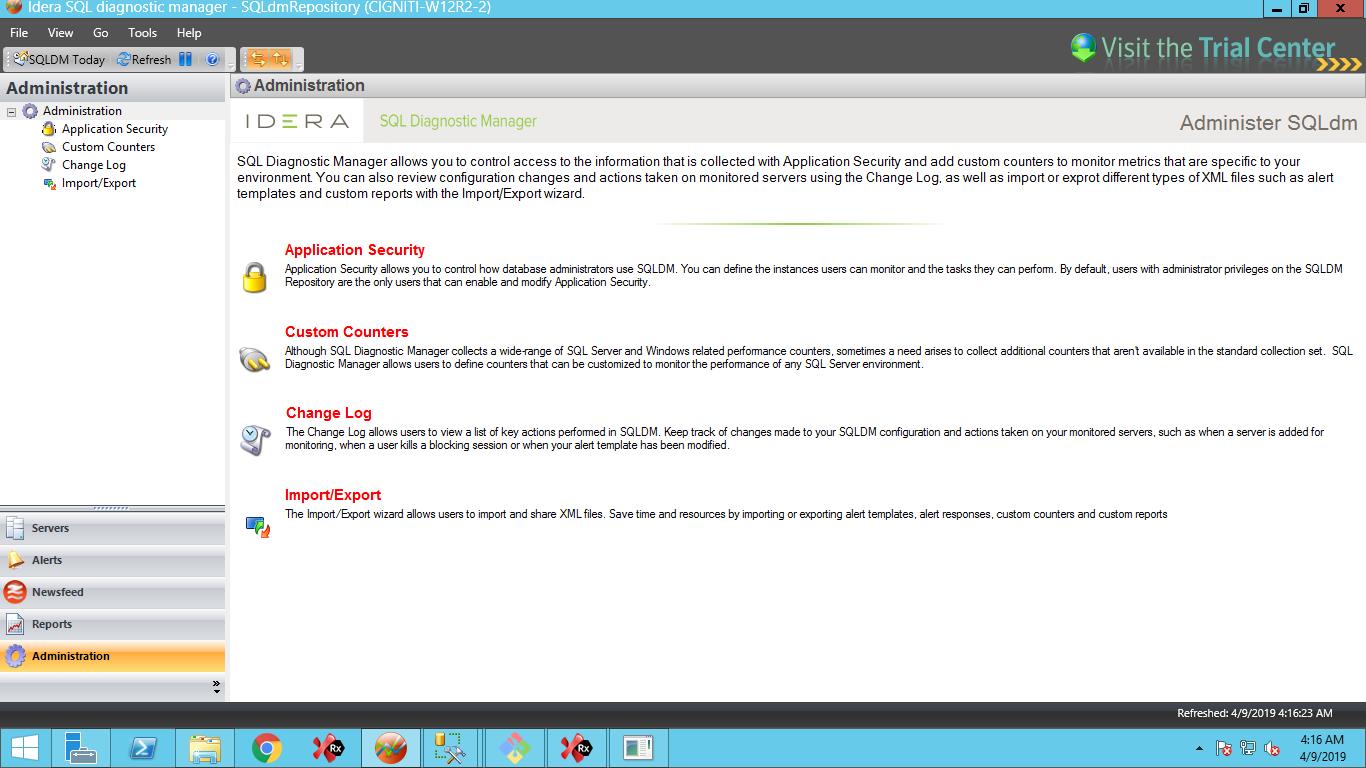 Idera SQL diagnostic manager - SQLdmRepository (CIGNITI-W12R2-2)
File View Go Tools Help
Visit the Trial Center
SQLDM Today Refresh
Administration
Administration
Application Security
Custom Counters
Change Log
Import/Export
Servers
Alerts
Newsfeed
Reports
Administration
Administration
IDERA SQL Diagnostic Manager
Administer SQLdm
SQL Diagnostic Manager allows you to control access to the information that is collected with Application Security and add custom counters to monitor metrics that are specific to your
environment. You can also review configuration changes and actions taken on monitored servers using the Change Log, as well as import or exprot different types of XML files such as alert
templates and custom reports with the Import/Export wizard.
Application Security
Application Security allows you to control how database administrators use SQLDM. You can define the instances users can monitor and the tasks they can perform. By default, users with administrator privileges on the SQLDM
Repository are the only users that can enable and modify Application Security.
Custom Counters
Although SQL Diagnostic Manager collects a wide-range of SQL Server and Windows related performance counters, sometimes a need arises to collect additional counters that aren't available in the standard collection set. SQL
Diagnostic Manager allows users to define counters that can be customized to monitor the performance of any SQL Server environment.
Change Log
The Change Log allows users to view a list of key actions performed in SQLDM. Keep track of changes made to your SQLDM configuration and actions taken on your monitored servers, such as when a server is added for
monitoring, when a user kills a blocking session or when your alert template has been modified.
Import/Export
The Import/Export wizard allows users to import and share XML files. Save time and resources by importing or exporting alert templates, alert responses, custom counters and custom reports
Refreshed: 4/9/2019 4:16:23 AM
Rx
Rx
4:16 AM
4/9/2019